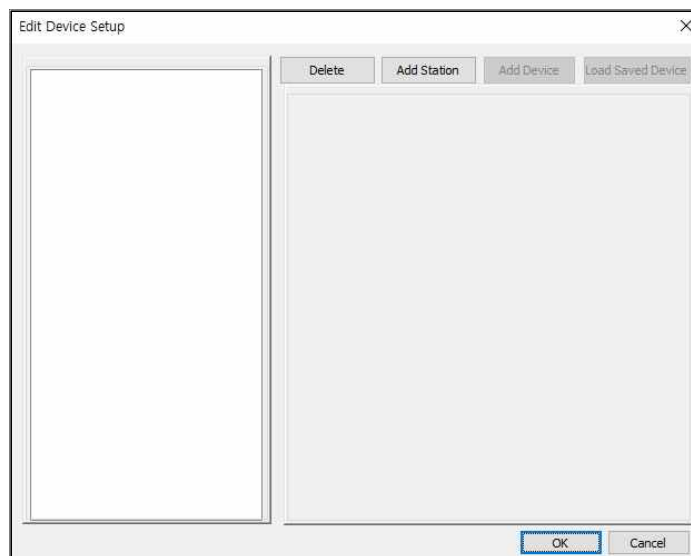 Edit Device Setup
Delete
Add Station
Add Device
Load Saved Device
OK
Cancel